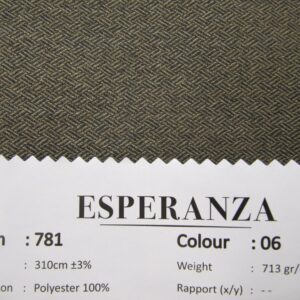 ESPERANZA
: 781 Colour : 06
: 310cm ±3% Weight : 713 gr/
: Polyester 100% Rapport (x/y) : - -